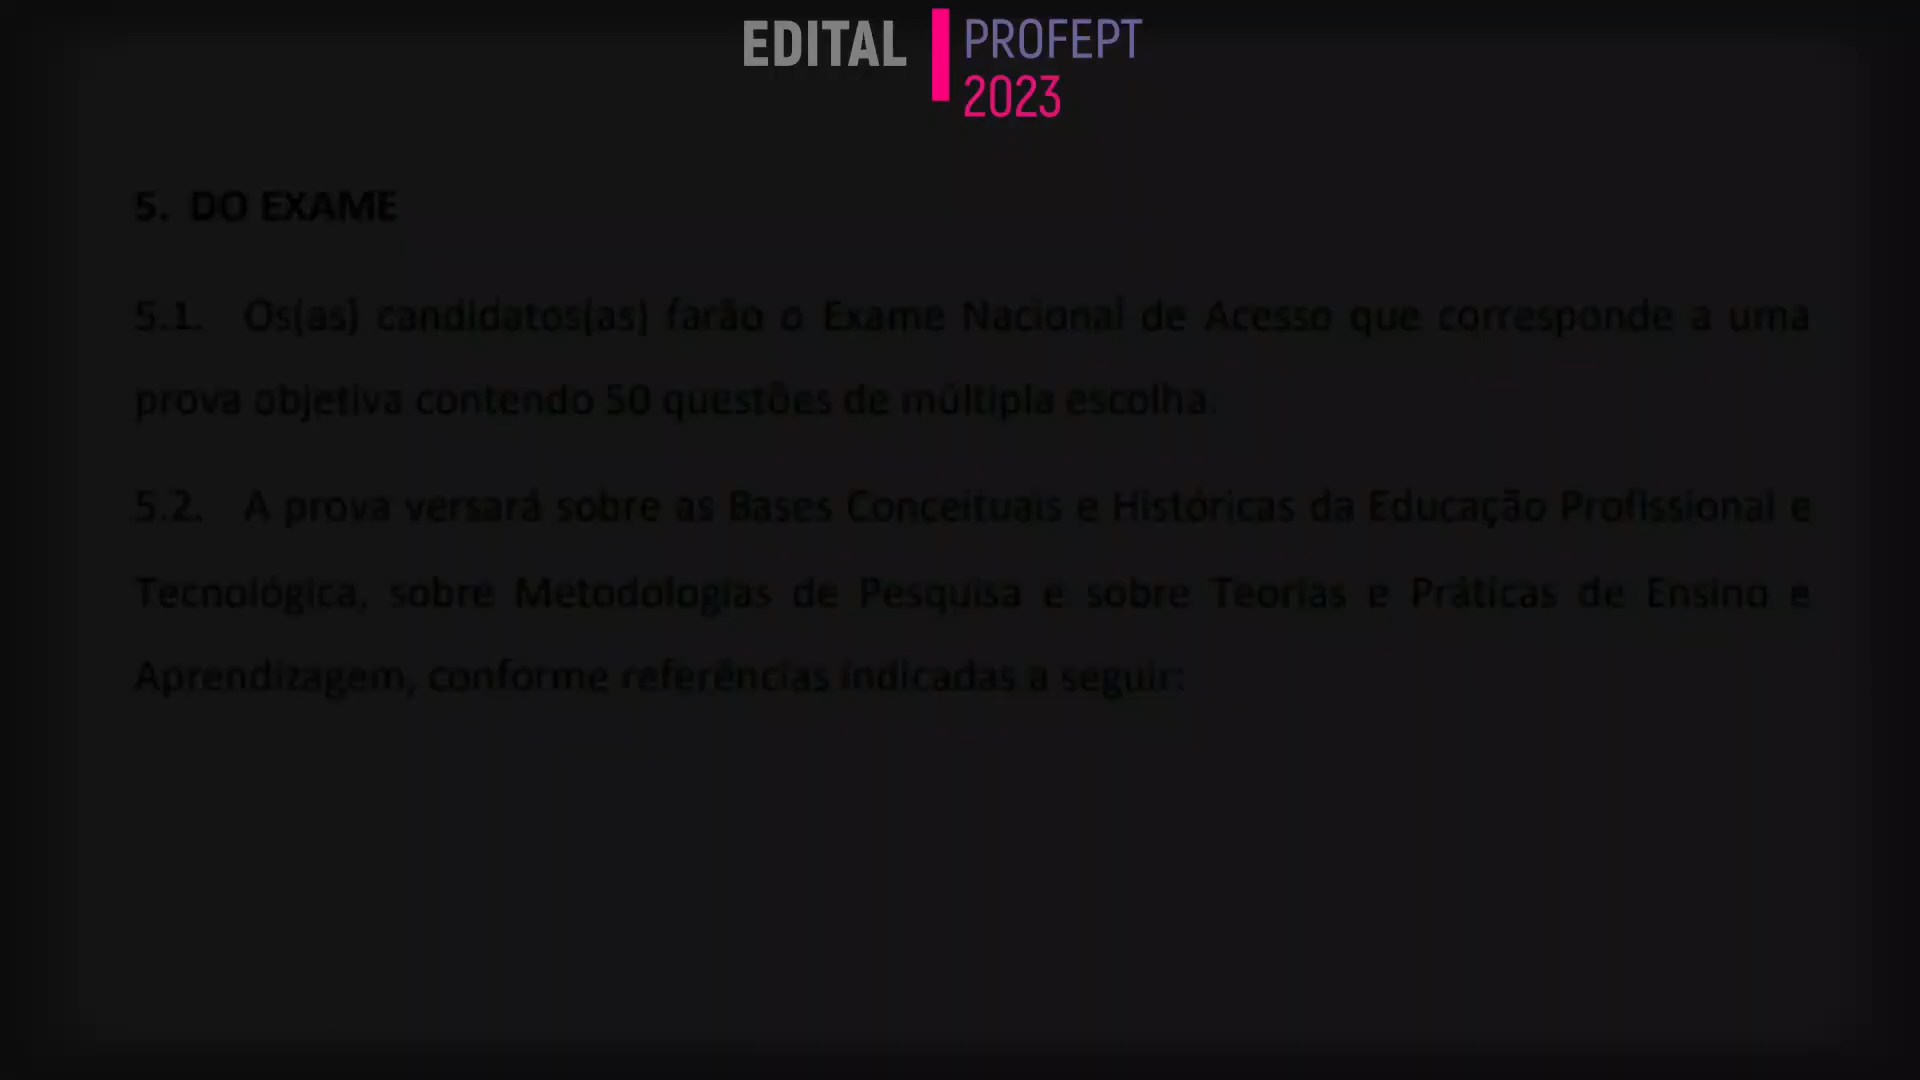 EDITAL
PROFEPT
2023
5. DO EXAME
5.1. Os(as) candidatos(as) farão o Exame Nacional de Acesso que corresponde a uma
prova objetiva contendo 50 questões de múltipla escolha.
5.2. A prova versará sobre as Bases Conceituais e Históricas da Educação Profissional e
Tecnológica, sobre Metodologias de Pesquisa e sobre Teorias e Práticas de Ensino e
Aprendizagem, conforme referências indicadas a seguir: